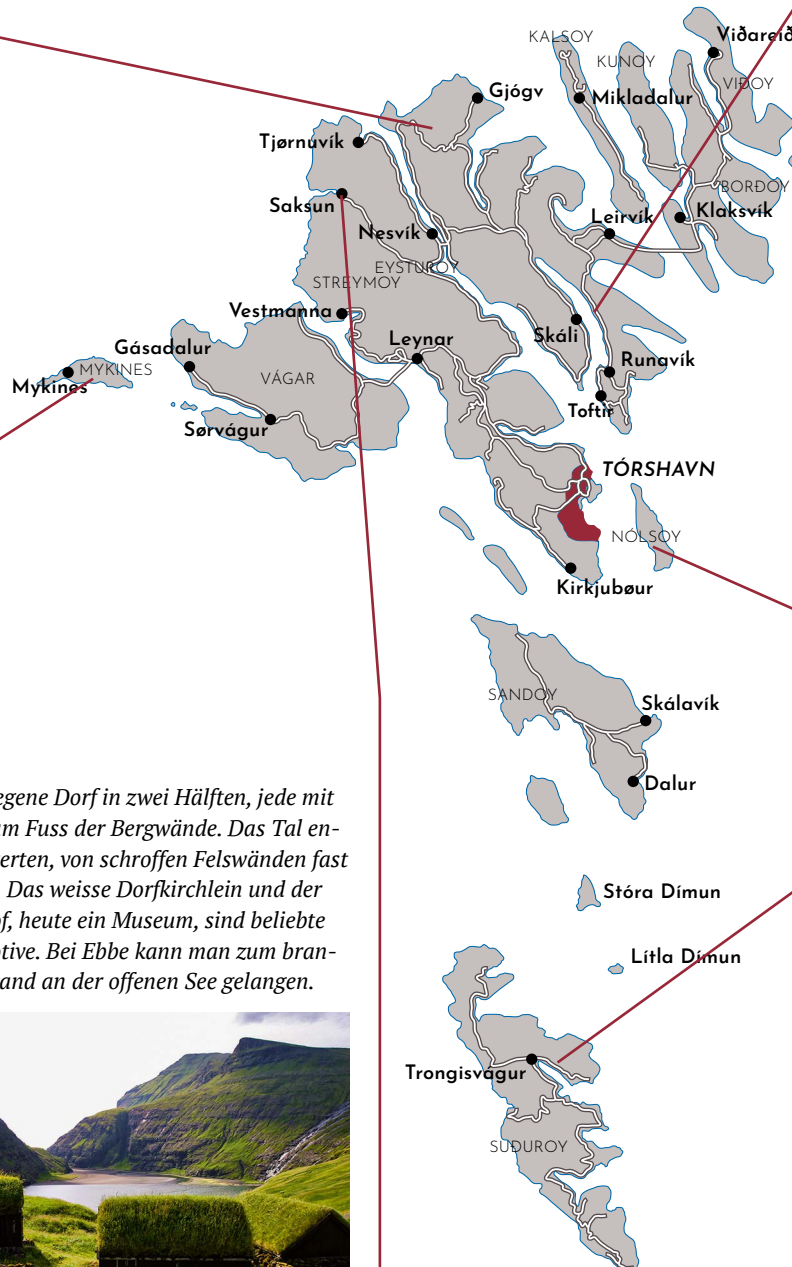 KALSOY
Viðareið
KUNOY
VIÐOY
Gjógv
Mikladalur
Tjørnuvík
BORÐOY
Saksun
Klaksvík
Leirvík
Nesvík
EYSTUROY
STREYMOY
Vestmanna
Skáli
Leynar
Gásadalur
Runavík
MYKINES
Mykines
VÁGAR
Toftir
Sørvágur
TÓRSHAVN
NÓLSOY
Kirkjubøur
SANDOY
Skálavík
Dalur
egene Dorf in zwei Hälften, jede mit
m Fuss der Bergwände. Das Tal en-
erten, von schroffen Felswänden fast
. Das weisse Dorfkirchlein und der
of, heute ein Museum, sind beliebte
tive. Bei Ebbe kann man zum bran-
and an der offenen See gelangen.
Stóra Dímun
Lítla Dímun
Trongisvágur
SUÐUROY